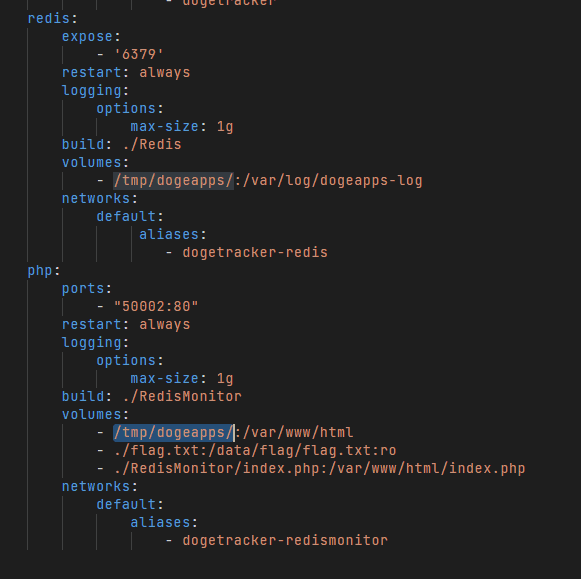 - dogetracker
redis:
expose:
- '6379'
restart: always
logging:
options:
max-size: 1g
build: ./Redis
volumes:
- /tmp/dogeapps/:/var/log/dogeapps-log
networks:
default:
aliases:
- dogetracker-redis
php:
ports:
- "50002:80"
restart: always
logging:
options:
max-size: 1g
build: ./RedisMonitor
volumes:
- /tmp/dogeapps/:/var/www/html
- ./flag.txt:/data/flag/flag.txt:ro
- ./RedisMonitor/index.php:/var/www/html/index.php
networks:
default:
aliases:
- dogetracker-redismonitor